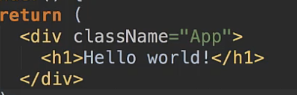 return (
<div className="App">
<h1>Hello world!</h1>
</div>